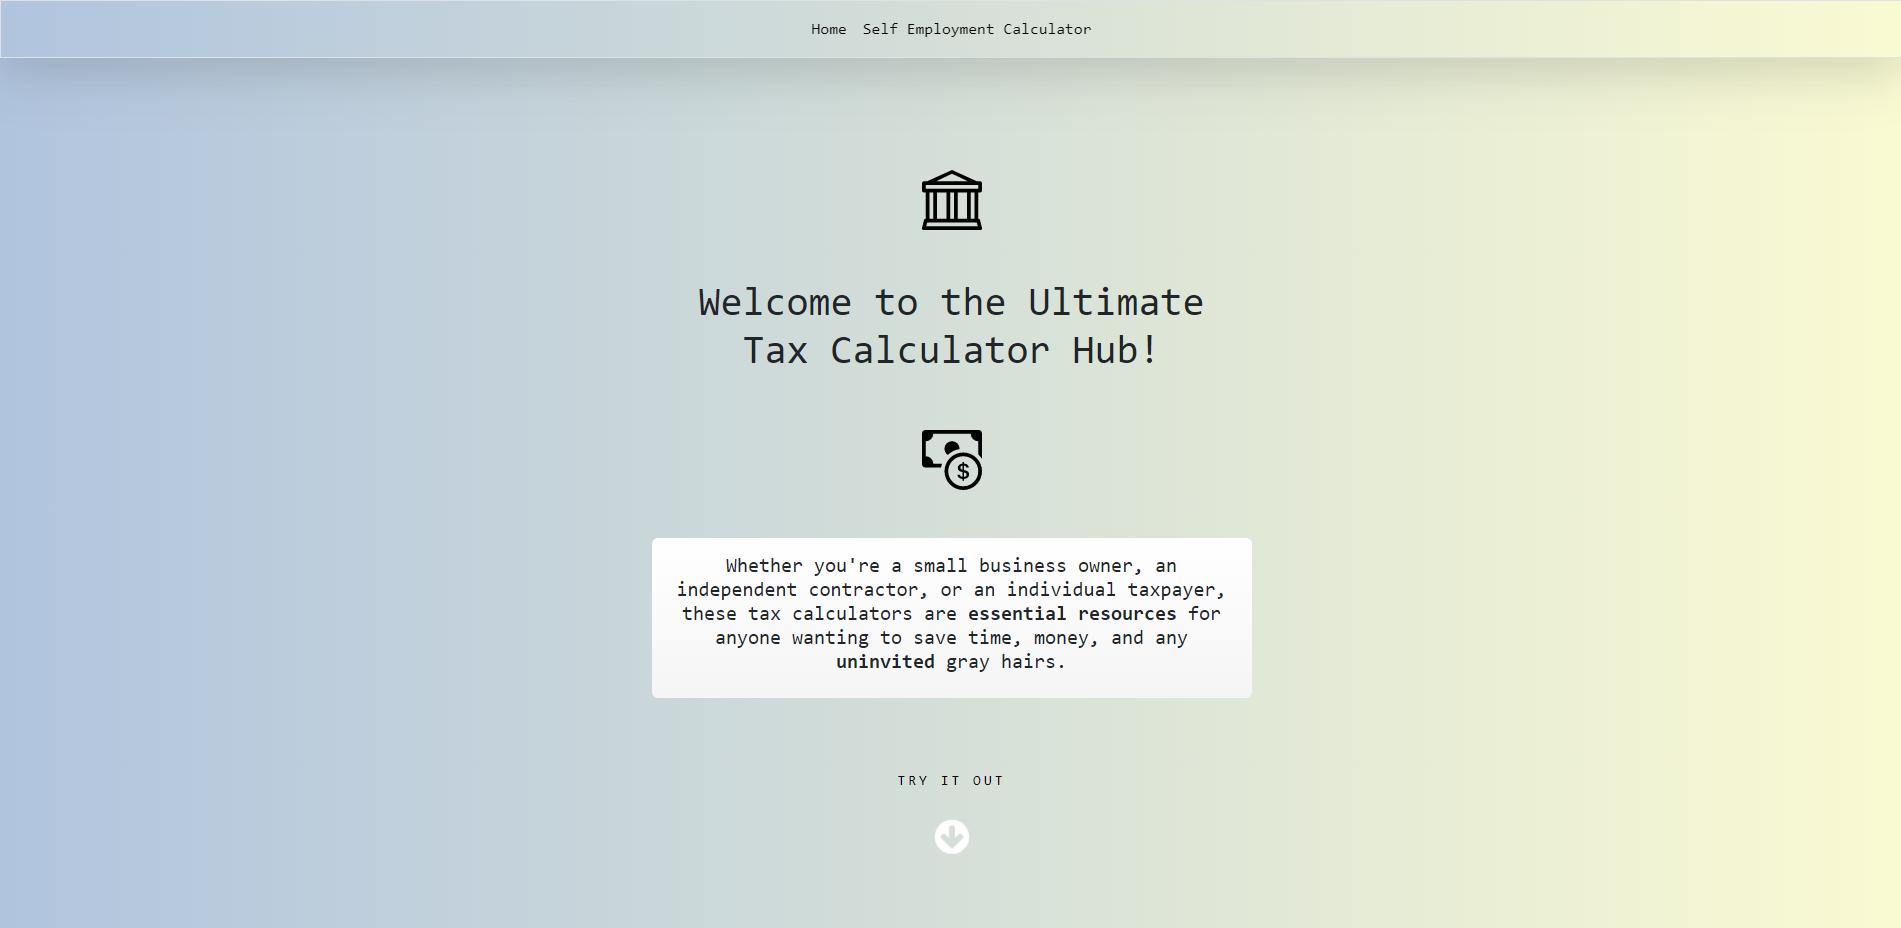 Home Self Employment Calculator
Welcome to the Ultimate
Tax Calculator Hub!
$
Whether you're a small business owner, an
independent contractor, or an individual taxpayer,
these tax calculators are essential resources for
anyone wanting to save time, money, and any
uninvited gray hairs.
TRY IT OUT